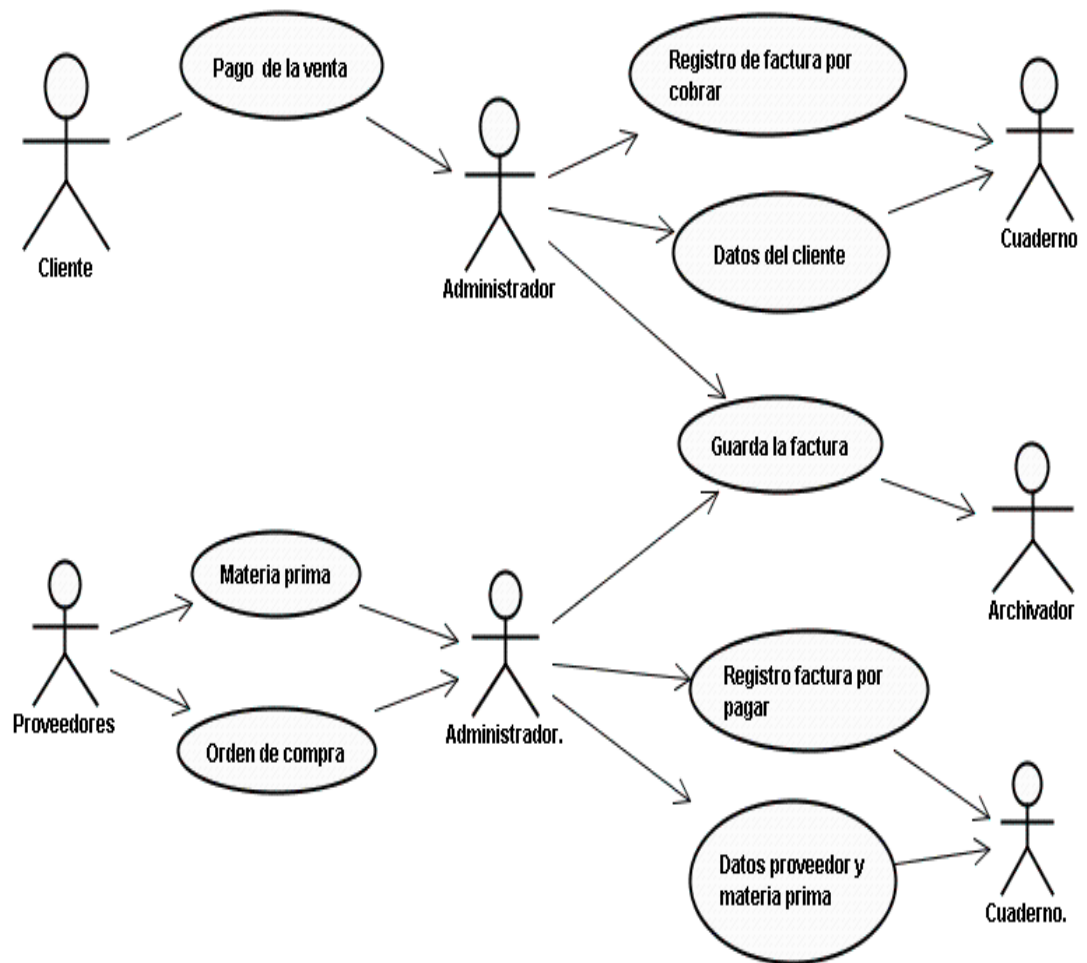 Pago de la venta
Registro de factura por
cobrar
Cliente
Administrador
Datos del cliente
Cuaderno
Guarda la factura
Archivador
Materia prima
Proveedores
Orden de compra
Administrador.
Registro factura por
pagar
Datos proveedor y
materia prima
Cuaderno.